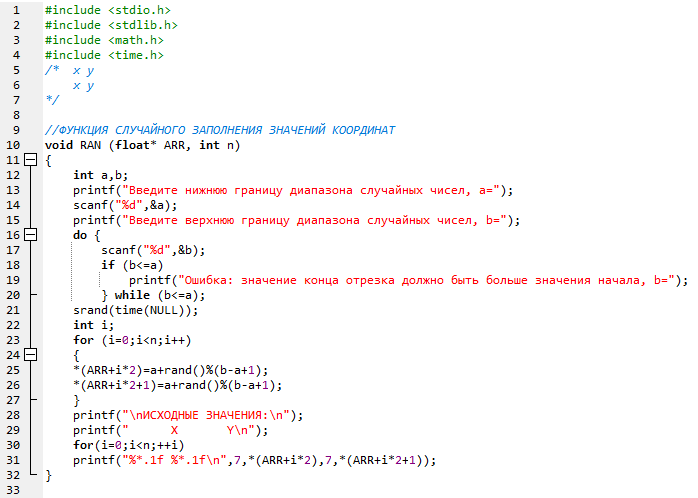 1 #include <stdio.h>
2 #include <stdlib.h>
3 #include <math.h>
4 #include <time.h>
5 /*  x y
6     x y
7 */
8
9 //ФУНКЦИЯ СЛУЧАЙНОГО ЗАПОЛНЕНИЯ ЗНАЧЕНИЙ КООРДИНАТ
10 void RAN (float* ARR, int n)
11 {
12     int a,b;
13     printf("Введите нижнюю границу диапазона случайных чисел, a=");
14     scanf("%d",&a);
15     printf("Введите верхнюю границу диапазона случайных чисел, b=");
16     do {
17         scanf("%d",&b);
18         if (b<=a)
19             printf("Ошибка: значение конца отрезка должно быть больше значения начала, b=");
20         } while (b<=a);
21     srand(time(NULL));
22     int i;
23     for (i=0;i<n;i++)
24     {
25     *(ARR+i*2)=a+rand()%(b-a+1);
26     *(ARR+i*2+1)=a+rand()%(b-a+1);
27     }
28     printf("\nИСХОДНЫЕ ЗНАЧЕНИЯ:\n");
29     printf("      X       Y\n");
30     for(i=0;i<n;++i)
31     printf("%*.1f %*.1f\n",7,*(ARR+i*2),7,*(ARR+i*2+1));
32 }
33